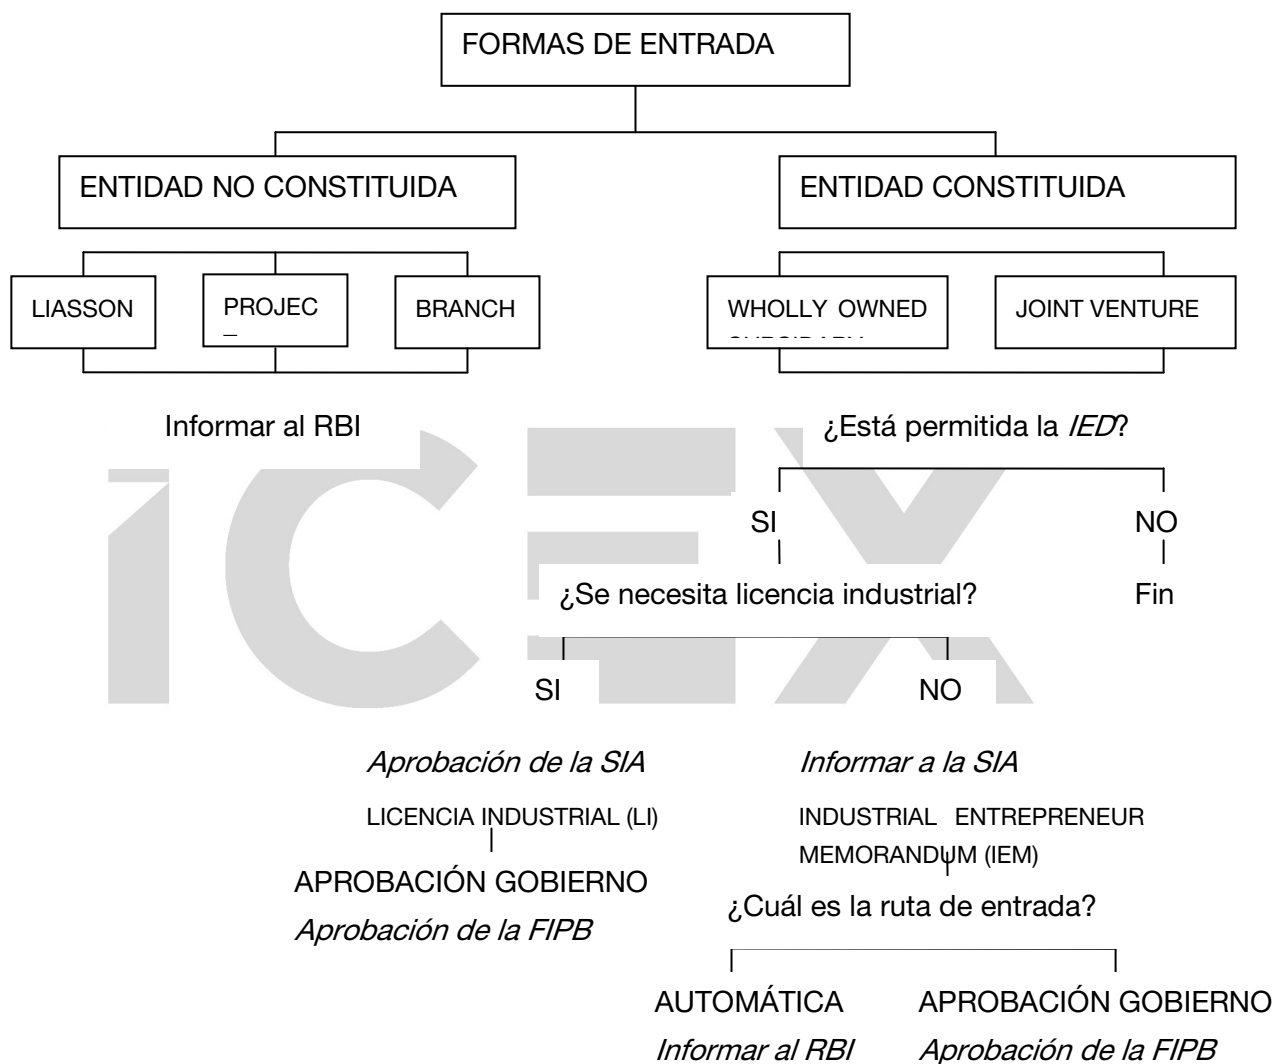 FORMAS DE ENTRADA
ENTIDAD NO CONSTITUIDA
ENTIDAD CONSTITUIDA
LIASSON
PROJEC
BRANCH
WHOLLY OWNED
JOINT VENTURE
Informar al RBI
¿Está permitida la IED?
SI
NO
¿Se necesita licencia industrial?
Fin
SI
NO
Aprobación de la SIA
Informar a la SIA
LICENCIA INDUSTRIAL (LI)
INDUSTRIAL ENTREPRENEUR
MEMORANDUM (IEM)
APROBACIÓN GOBIERNO
Aprobación de la FIPB
¿Cuál es la ruta de entrada?
AUTOMÁTICA
APROBACIÓN GOBIERNO
Informar al RBI
Aprobación de la FIPB
iCEX